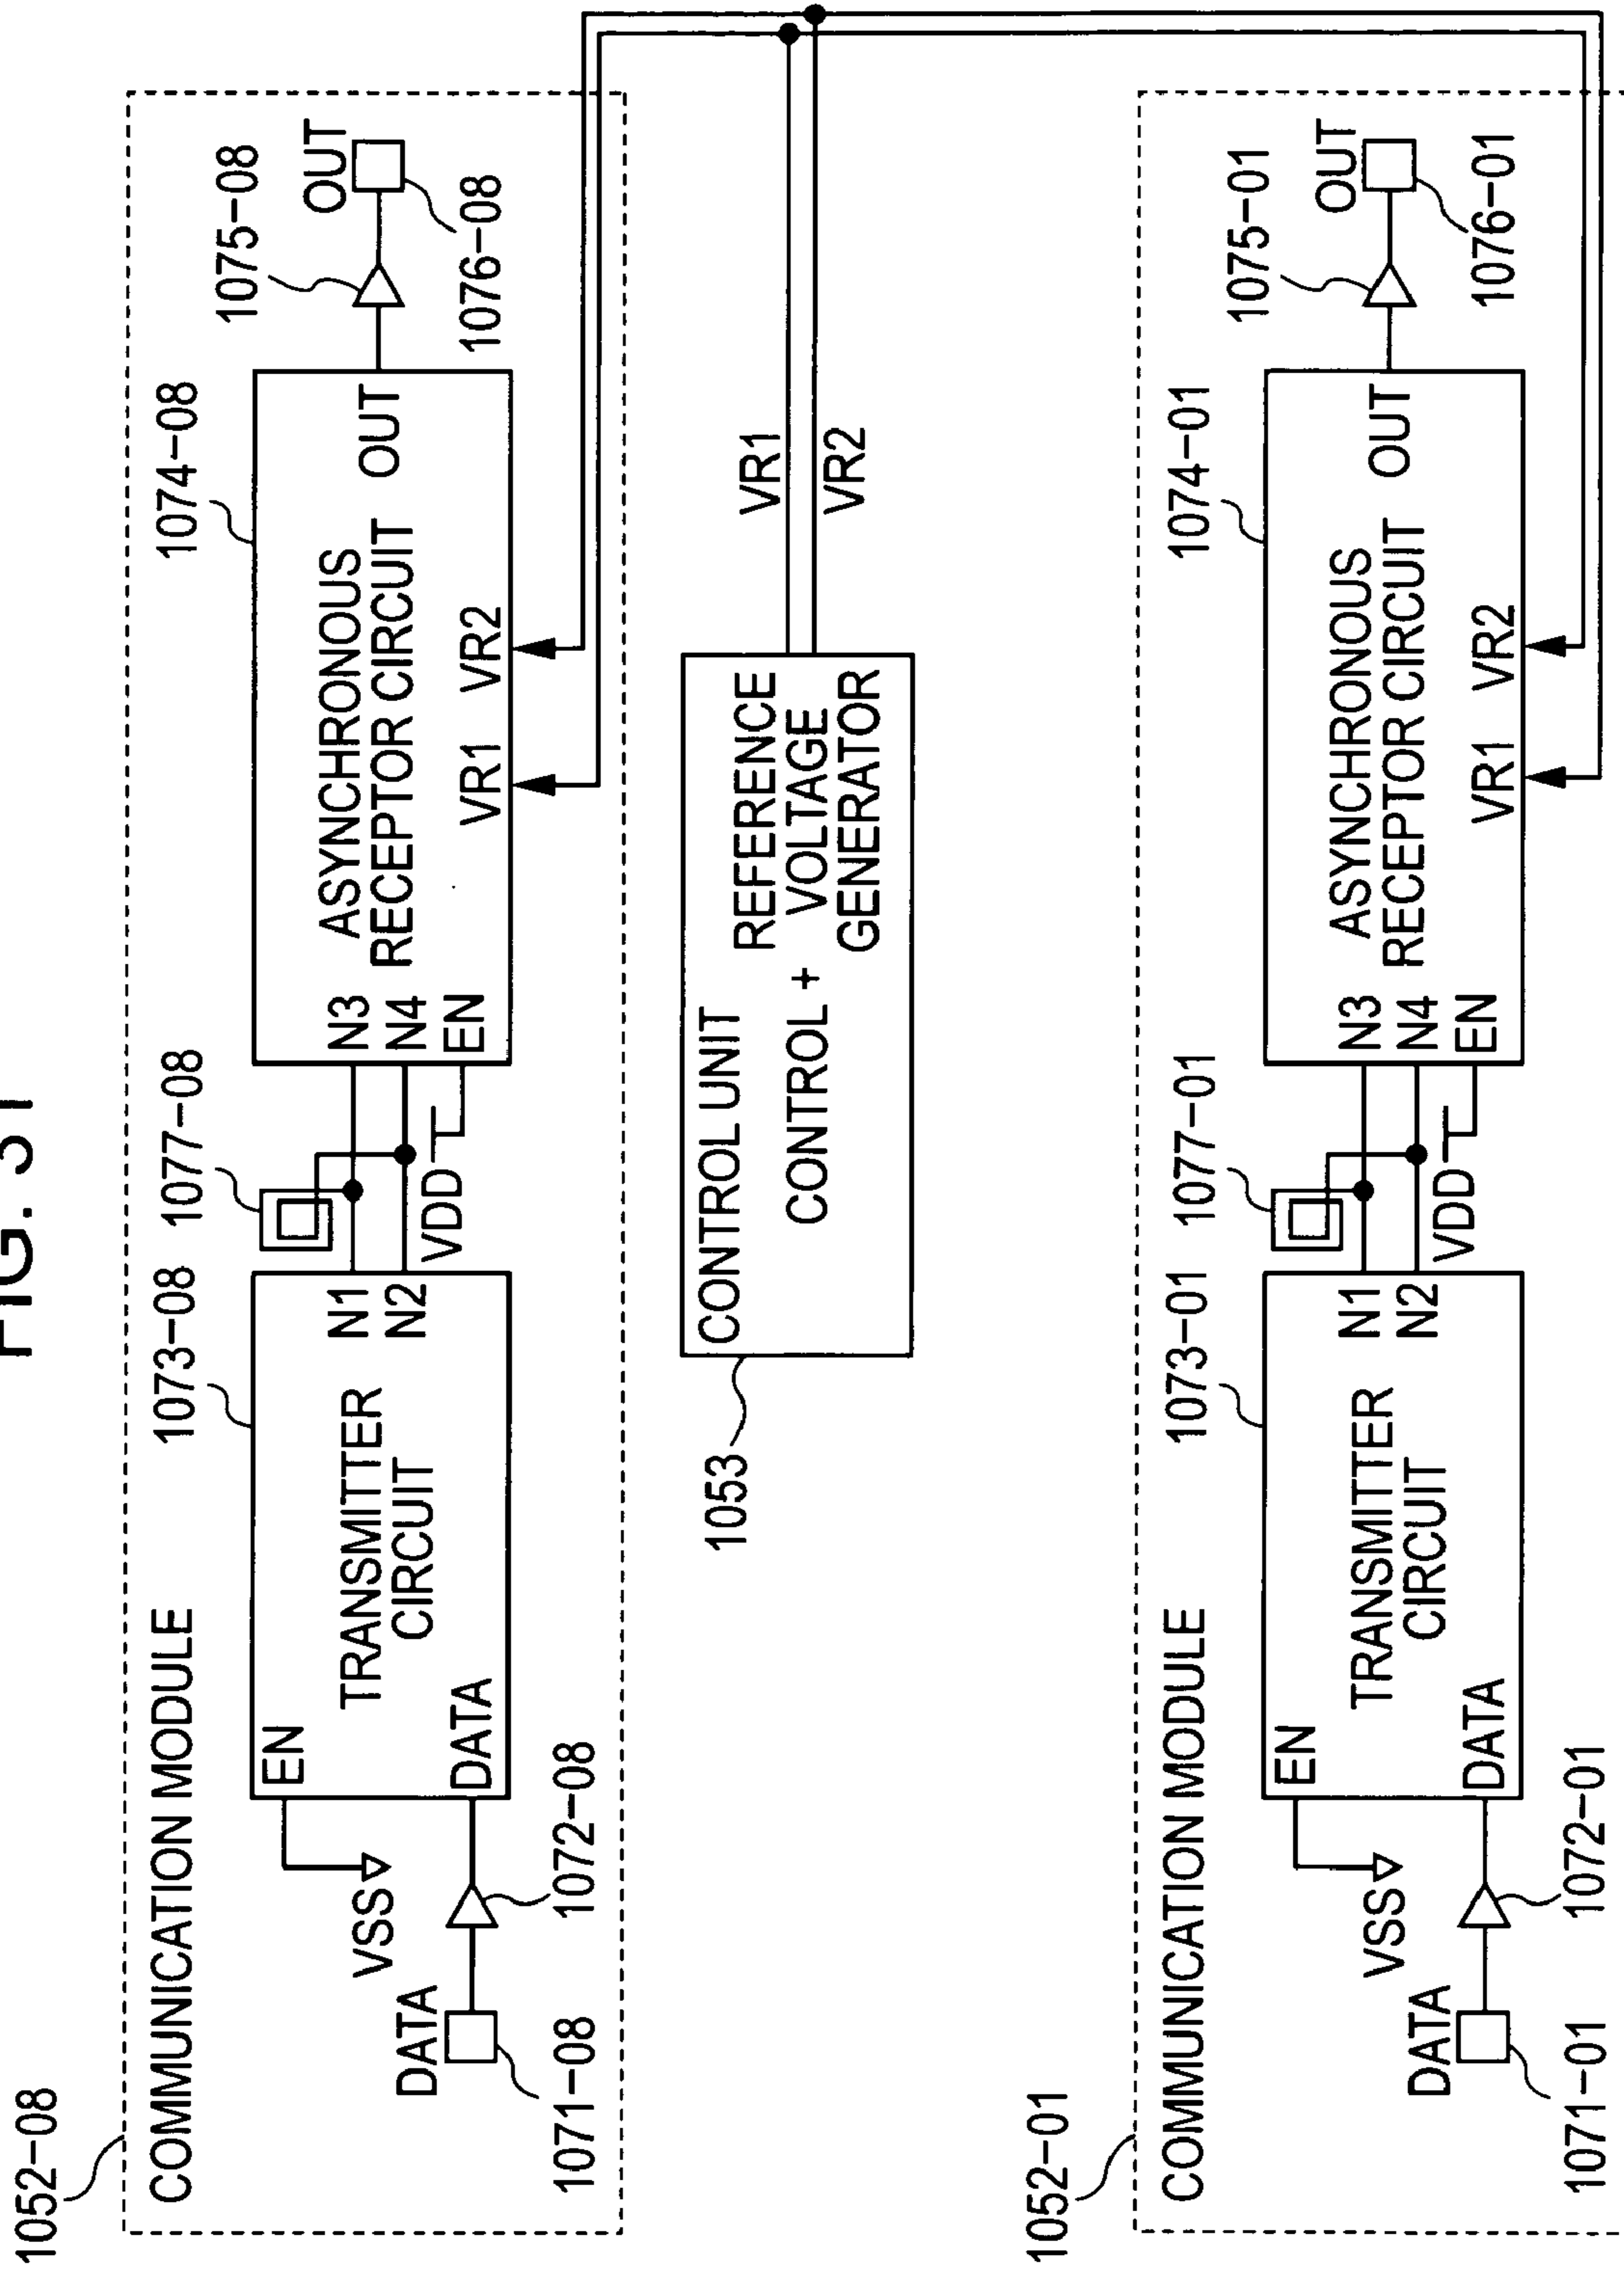 FIG. 31
1052-08
COMMUNICATION MODULE
1073-08
1077-08
1074-08
1075-08
OUT
EN
TRANSMITTER
CIRCUIT
N1
N2
DATA
VSS
DATA
1071-08
1072-08
VDD
N3
N4
EN
ASYNCHRONOUS
RECEPTOR CIRCUIT
OUT
VR1
VR2
1076-08
1053
CONTROL UNIT
CONTROL +
REFERENCE
VOLTAGE
GENERATOR
VR1
VR2
1052-01
COMMUNICATION MODULE
1073-01
1077-01
1074-01
1075-01
OUT
EN
TRANSMITTER
CIRCUIT
N1
N2
DATA
VSS
DATA
1071-01
1072-01
VDD
N3
N4
EN
ASYNCHRONOUS
RECEPTOR CIRCUIT
OUT
VR1
VR2
1076-01